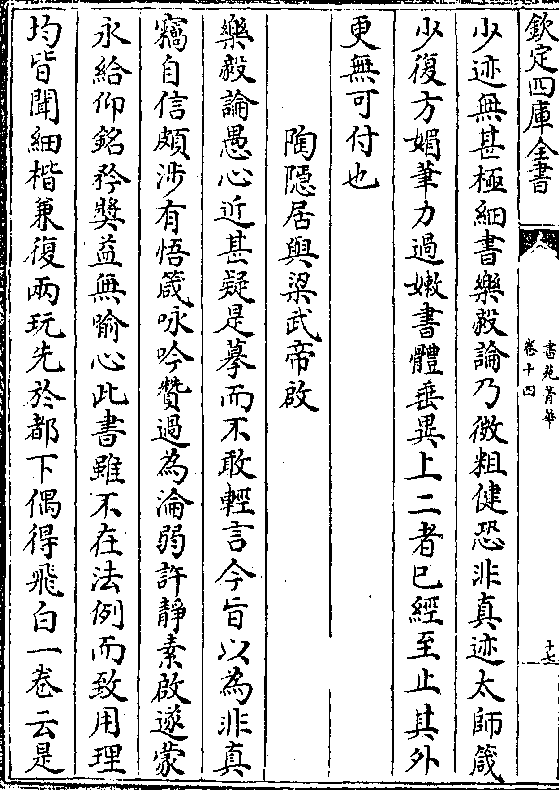 欽定四庫全書
書苑菁華
卷十四
十七
少迹無甚極細書樂毅論乃微粗健恐非真迹太師箴
少復方媚筆力過嫩書體乖異上二者已經至止其外
更無可付也
陶隱居與梁武帝啟
樂毅論愚心近甚疑是摹而不敢輕言今旨以為非真
竊自信頗涉有悟箴咏吟贊過為淪弱許靜素啟遂蒙
永給仰銘矜獎益無喻心此書雖不在法例而致用理
均皆聞細楷兼復兩玩先於都下偶得飛白一卷云是